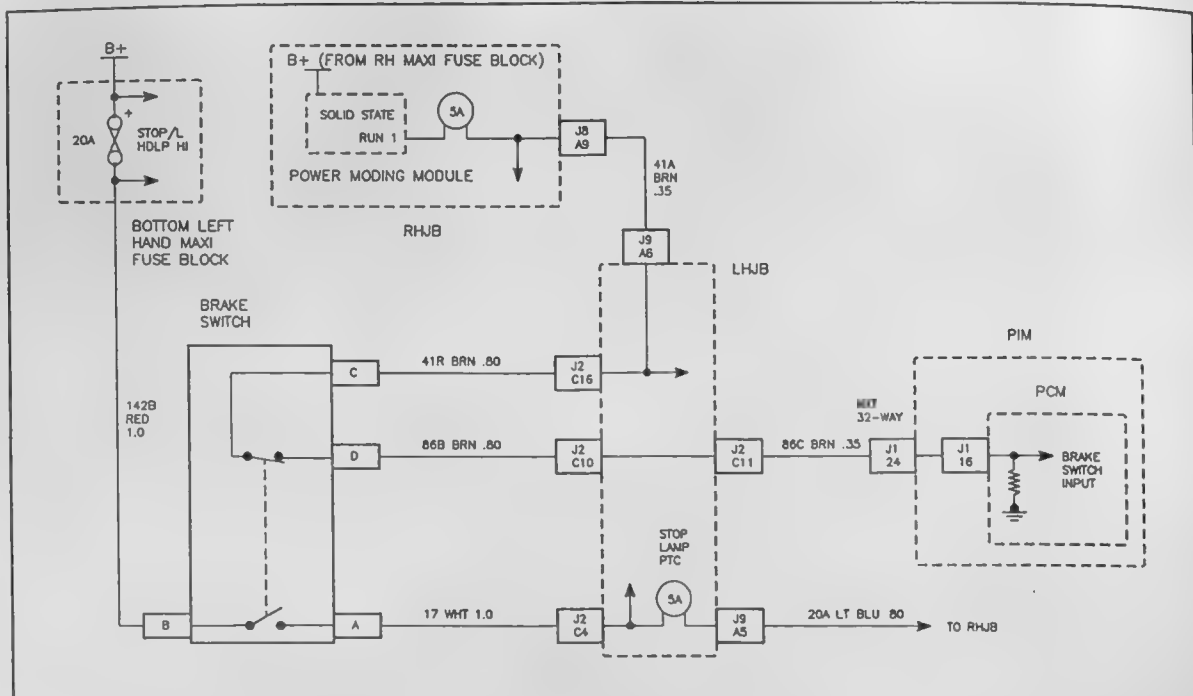 B+
20A
+
STOP/L
HDLP HI
BOTTOM LEFT
HAND MAXI
FUSE BLOCK
B+ (FROM RH MAXI FUSE BLOCK)
SOLID STATE
RUN 1
5A
POWER MODING MODULE
RHJB
J8
A9
41A
BRN
.35
J9
A6
LHJB
BRAKE
SWITCH
142B
RED
1.0
C
41R BRN .80
J2
C16
D
86B BRN .80
J2
C10
J2
C11
86C BRN .35
32-WAY
J1
24
PIM
PCM
J1
16
BRAKE
SWITCH
INPUT
B
A
17 WHT 1.0
J2
C4
STOP
LAMP
PTC
5A
J9
A5
20A LT BLU 80
TO RHJB